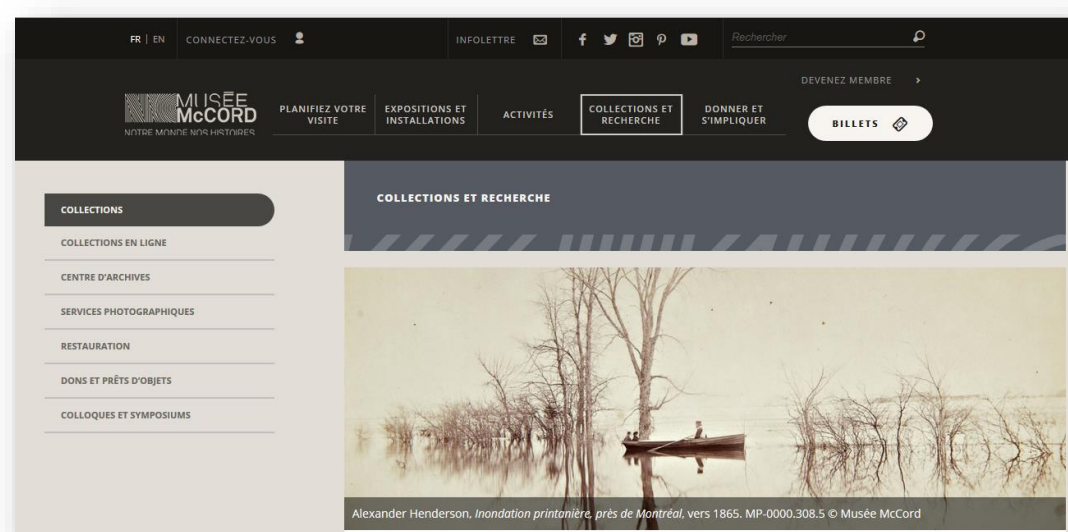 FR | EN
CONNECTEZ-VOUS
INFOLETTRE
Rechercher
DEVENEZ MEMBRE
MUSÉE
McCORD
NOTRE MONDE NOS HISTOIRES
PLANIFIEZ VOTRE
VISITE
EXPOSITIONS ET
INSTALLATIONS
ACTIVITÉS
COLLECTIONS ET
RECHERCHE
DONNER ET
S'IMPLIQUER
BILLETS
COLLECTIONS
COLLECTIONS EN LIGNE
CENTRE D'ARCHIVES
SERVICES PHOTOGRAPHIQUES
RESTAURATION
DONS ET PRÊTS D'OBJETS
COLLOQUES ET SYMPOSIUMS
COLLECTIONS ET RECHERCHE
Alexander Henderson, Inondation printanière, près de Montréal, vers 1865. MP-0000.308.5 © Musée McCord